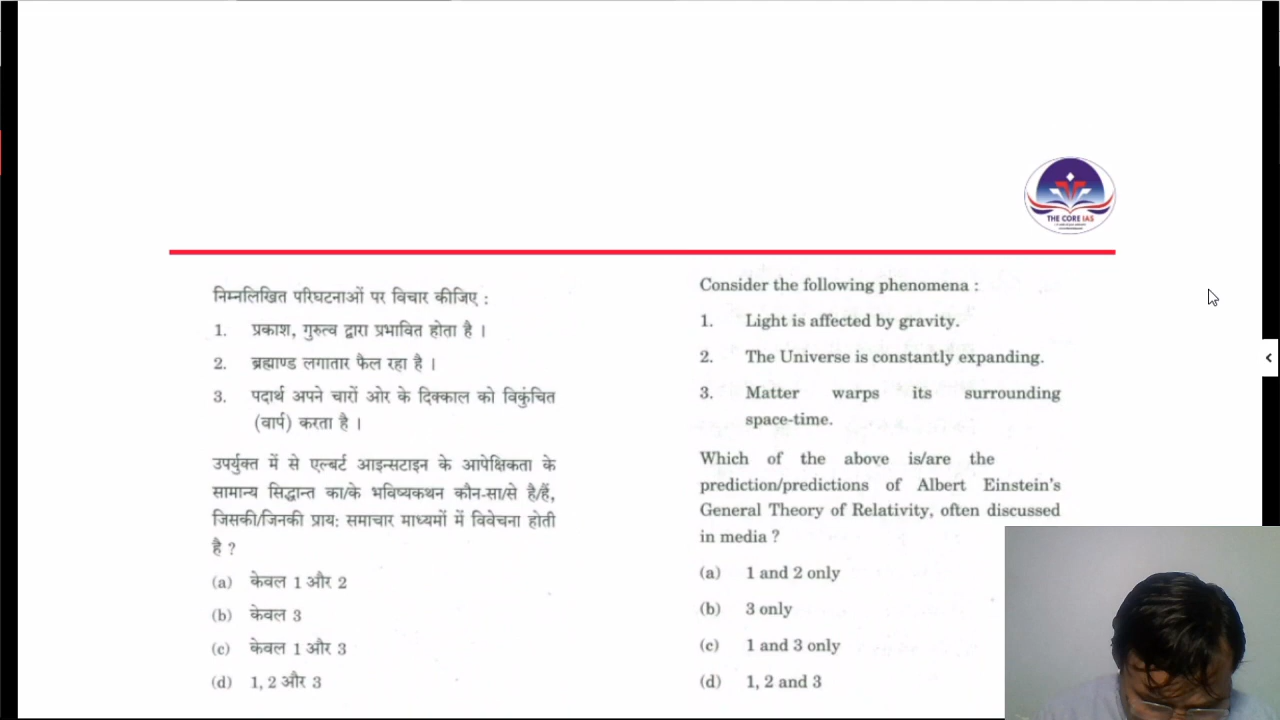 THE CORE IAS
निम्नलिखित परिघटनाओं पर विचार कीजिए :
1. प्रकाश, गुरुत्व द्वारा प्रभावित होता है ।
2. ब्रह्माण्ड लगातार फैल रहा है ।
3. पदार्थ अपने चारों ओर के दिक्काल को विकुंचित
(वार्प) करता है ।
उपर्युक्त में से एल्बर्ट आइन्सटाइन के आपेक्षिकता के
सामान्य सिद्धान्त का/के भविष्यकथन कौन-सा/से है/हैं,
जिसकी/जिनकी प्राय: समाचार माध्यमों में विवेचना होती
है ?
(a) केवल 1 और 2
(b) केवल 3
(c) केवल 1 और 3
(d) 1, 2 और 3
Consider the following phenomena :
1. Light is affected by gravity.
2. The Universe is constantly expanding.
3. Matter warps its surrounding
space-time.
Which of the above is/are the
prediction/predictions of Albert Einstein's
General Theory of Relativity, often discussed
in media ?
(a) 1 and 2 only
(b) 3 only
(c) 1 and 3 only
(d) 1, 2 and 3